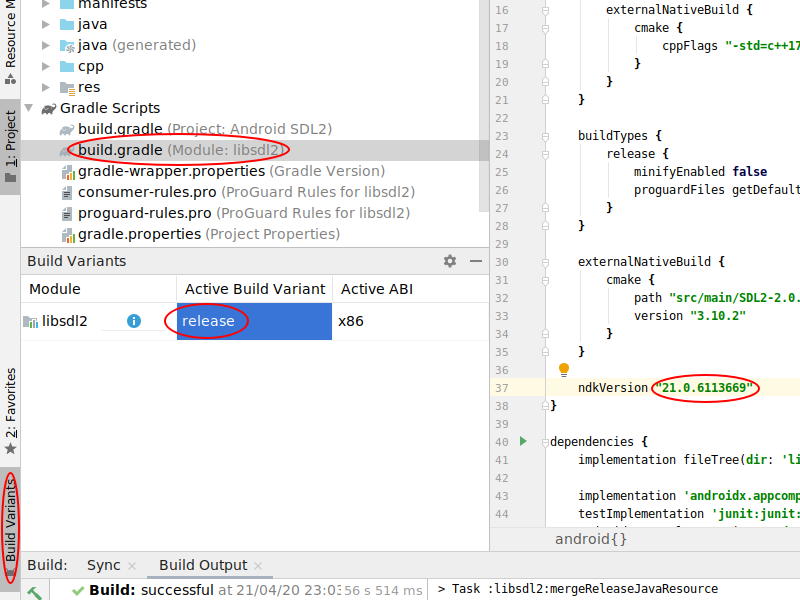 Resource M
1: Project
2: Favorites
Build Variants
manifests
java
java (generated)
cpp
res
Gradle Scripts
build.gradle (Project: Android SDL2)
build.gradle (Module: libsdl2)
gradle-wrapper.properties (Gradle Version)
consumer-rules.pro (ProGuard Rules for libsdl2)
proguard-rules.pro (ProGuard Rules for libsdl2)
gradle.properties (Project Properties)
Build Variants
Module Active Build Variant Active ABI
libsdl2 release x86
16 externalNativeBuild {
17 cmake {
18 cppFlags "-std=c++17
19 }
20 }
21 }
22
23 buildTypes {
24 release {
25 minifyEnabled false
26 proguardFiles getDefault
27 }
28 }
29
30 externalNativeBuild {
31 cmake {
32 path "src/main/SDL2-2.0.
33 version "3.10.2"
34 }
35 }
36
37 ndkVersion "21.0.6113669"
38 }
39
40 dependencies {
41 implementation fileTree(dir: 'li
42
43 implementation 'androidx.appcomp
44 testImplementation 'junit:junit:
android{}
Build: Sync × Build Output ×
Build: successful at 21/04/20 23:03 56 s 514 ms
> Task :libsdl2:mergeReleaseJavaResource